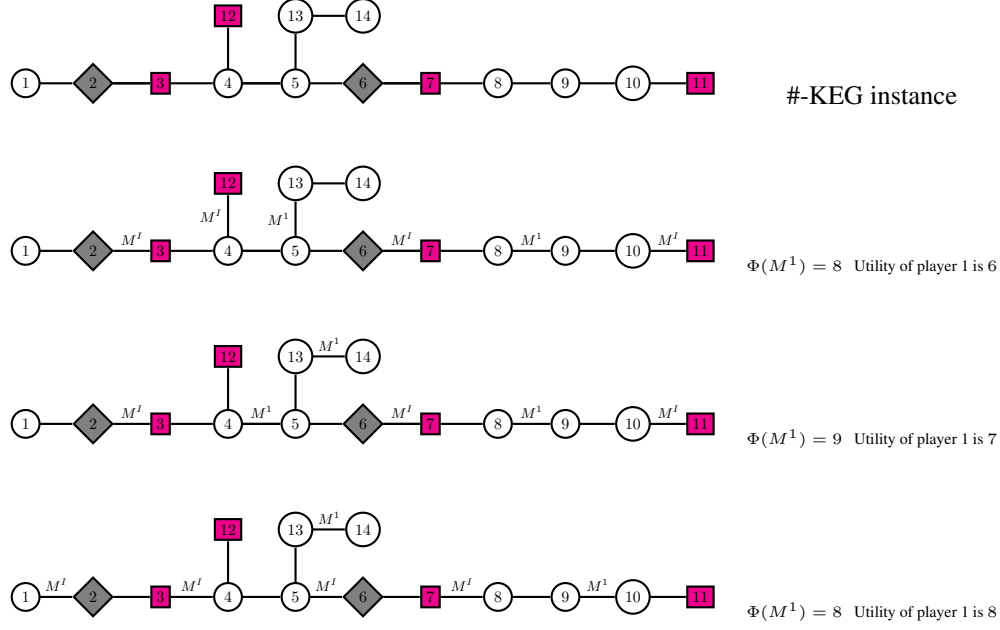 12 13 14
1 2 3 4 5 6 7 8 9 10 11
#-KEG instance
12 13 14
M^I M^1
M^I M^I M^1 M^I
1 2 3 4 5 6 7 8 9 10 11
Φ(M^1) = 8 Utility of player 1 is 6
M^1
12 13 14
M^I M^1 M^I M^1 M^I
1 2 3 4 5 6 7 8 9 10 11
Φ(M^1) = 9 Utility of player 1 is 7
M^1
12 13 14
M^I M^I M^I M^I M^1
1 2 3 4 5 6 7 8 9 10 11
Φ(M^1) = 8 Utility of player 1 is 8